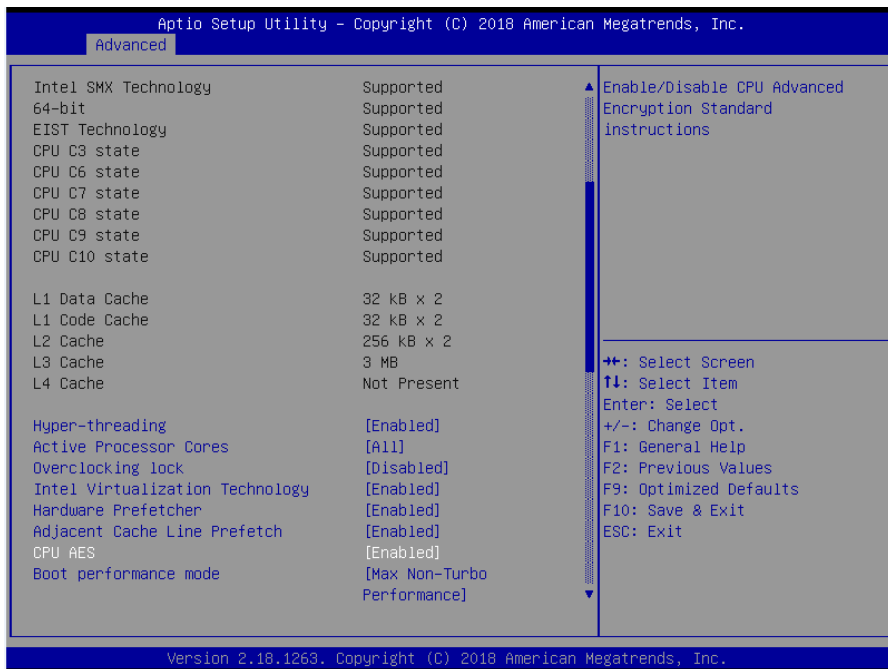 Aptio Setup Utility – Copyright (C) 2018 American Megatrends, Inc.
Advanced
Intel SMX Technology Supported
64-bit Supported
EIST Technology Supported
CPU C3 state Supported
CPU C6 state Supported
CPU C7 state Supported
CPU C8 state Supported
CPU C9 state Supported
CPU C10 state Supported
L1 Data Cache 32 kB x 2
L1 Code Cache 32 kB x 2
L2 Cache 256 kB x 2
L3 Cache 3 MB
L4 Cache Not Present
Hyper-threading [Enabled]
Active Processor Cores [All]
Overclocking lock [Disabled]
Intel Virtualization Technology [Enabled]
Hardware Prefetcher [Enabled]
Adjacent Cache Line Prefetch [Enabled]
CPU AES [Enabled]
Boot performance mode [Max Non-Turbo
Performance]
Enable/Disable CPU Advanced
Encryption Standard
instructions
→←: Select Screen
↑↓: Select Item
Enter: Select
+/-: Change Opt.
F1: General Help
F2: Previous Values
F9: Optimized Defaults
F10: Save & Exit
ESC: Exit
Version 2.18.1263. Copyright (C) 2018 American Megatrends, Inc.